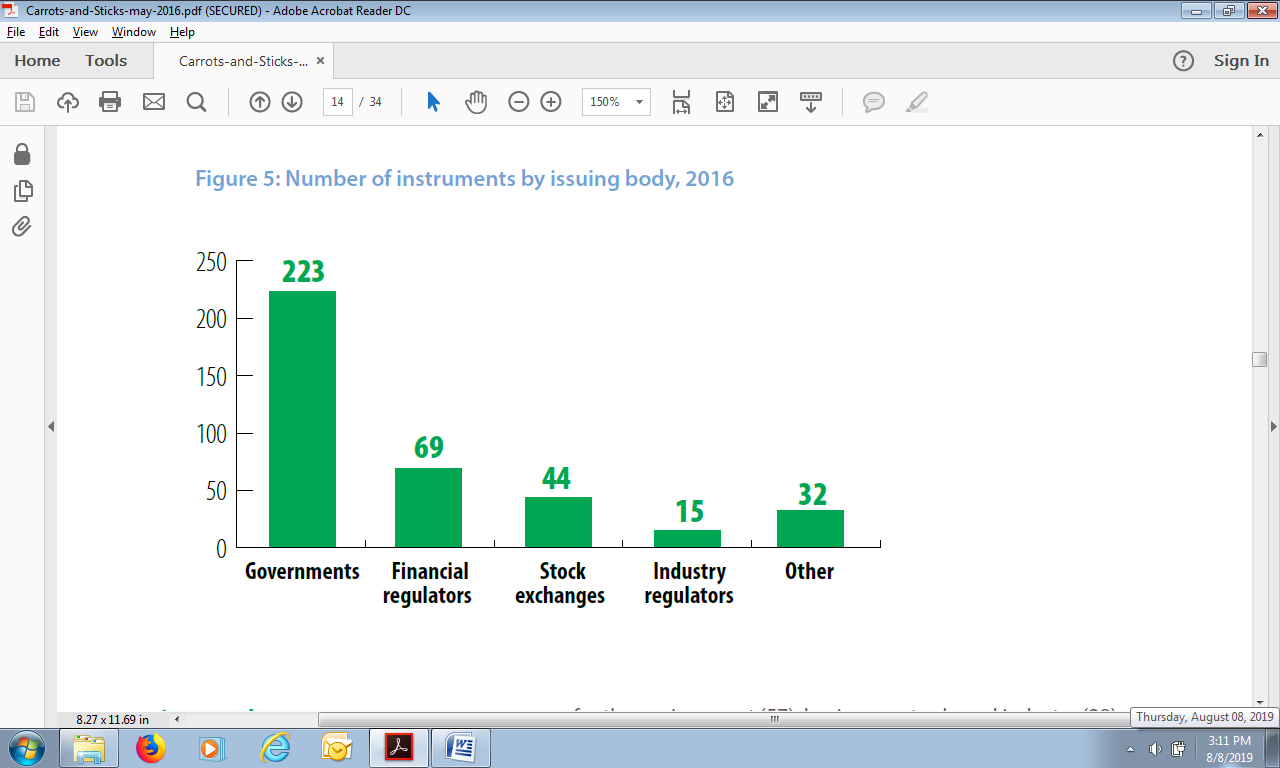 Carrots-and-Sticks-may-2016.pdf (SECURED) - Adobe Acrobat Reader DC
File Edit View Window Help
Home Tools Carrots-and-Sticks-... × ? Sign In
14 / 34 150%
Figure 5: Number of instruments by issuing body, 2016
250
223
200
150
100
69
50
44
15
32
0
Governments Financial Stock Industry Other
regulators exchanges regulators
8.27 x 11.69 in
Thursday, August 08, 2019
3:11 PM
8/8/2019